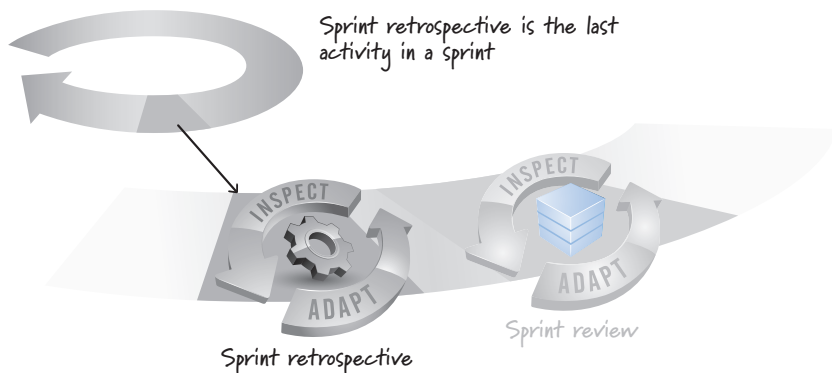 Sprint retrospective is the last
activity in a sprint
INSPECT
ADAPT
Sprint retrospective
INSPECT
ADAPT
Sprint review